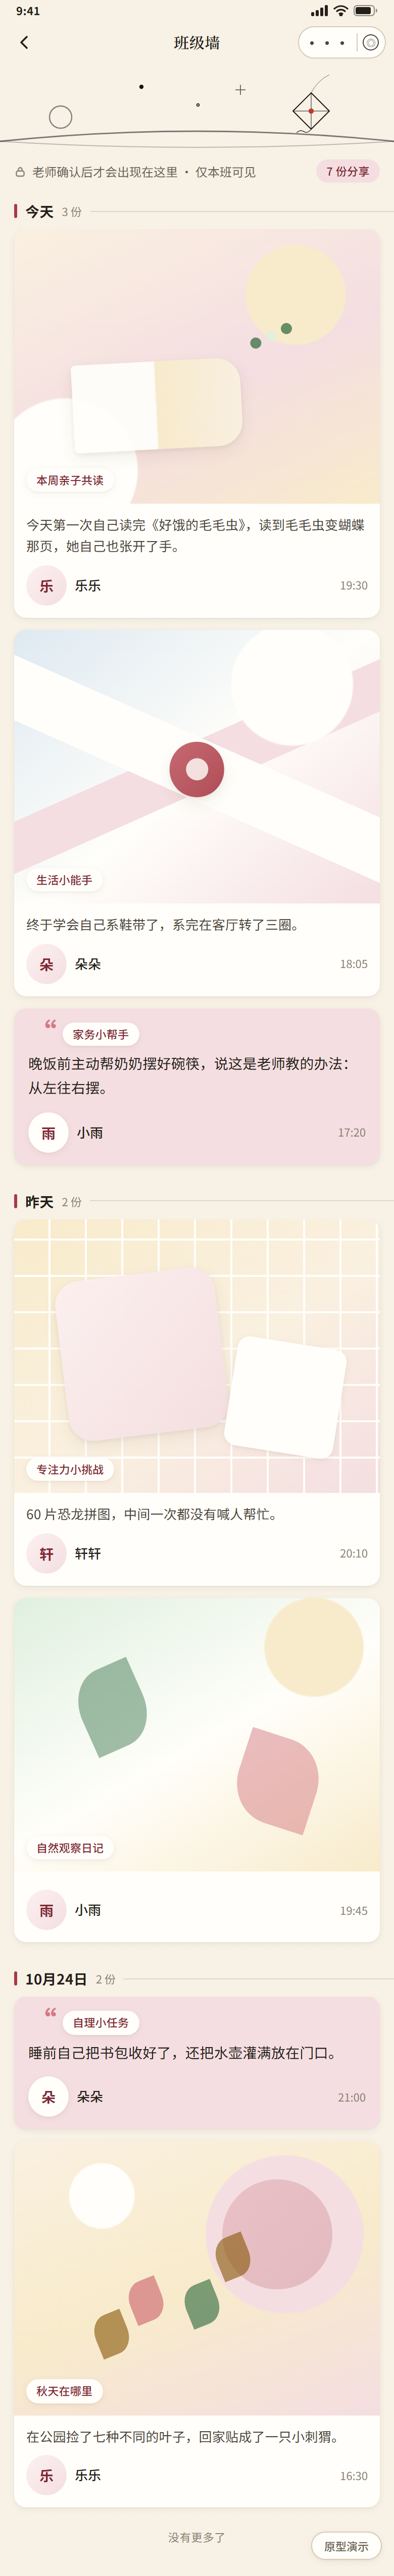 9:41
班级墙
老师确认后才会出现在这里 · 仅本班可见
7 份分享
今天 3 份
本周亲子共读
今天第一次自己读完《好饿的毛毛虫》，读到毛毛虫变蝴蝶
那页，她自己也张开了手。
乐 乐乐 19:30
生活小能手
终于学会自己系鞋带了，系完在客厅转了三圈。
朵 朵朵 18:05
“ 家务小帮手
晚饭前主动帮奶奶摆好碗筷，说这是老师教的办法：
从左往右摆。
雨 小雨 17:20
昨天 2 份
专注力小挑战
60 片恐龙拼图，中间一次都没有喊人帮忙。
轩 轩轩 20:10
自然观察日记
雨 小雨 19:45
10月24日 2 份
“ 自理小任务
睡前自己把书包收好了，还把水壶灌满放在门口。
朵 朵朵 21:00
秋天在哪里
在公园捡了七种不同的叶子，回家贴成了一只小刺猬。
乐 乐乐 16:30
没有更多了
原型演示